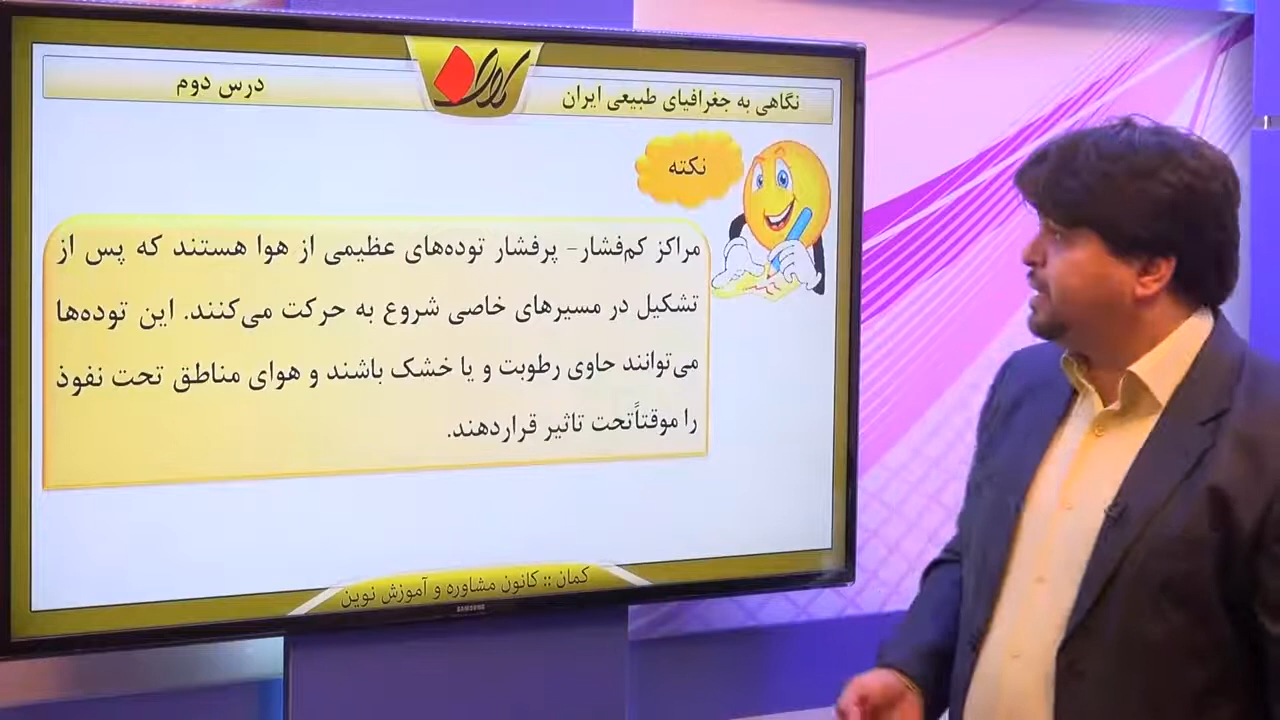 نگاهی به جغرافیای طبیعی ایران
درس دوم
کمان
نکته
مراکز کم‌فشار- پرفشار توده‌های عظیمی از هوا هستند که پس از
تشکیل در مسیرهای خاصی شروع به حرکت می‌کنند. این توده‌ها
می‌توانند حاوی رطوبت و یا خشک باشند و هوای مناطق تحت نفوذ
را موقتاًتحت تاثیر قراردهند.
کمان :: کانون مشاوره و آموزش نوین
SAMSUNG